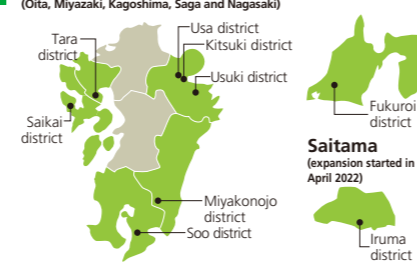 (Oita, Miyazaki, Kagoshima, Saga and Nagasaki)
Tara
district
Usa district
Kitsuki district
Usuki district
Saikai
district
Miyakonojo
district
Soo district
Fukuroi
district
Saitama
(expansion started in
April 2022)
Iruma
district